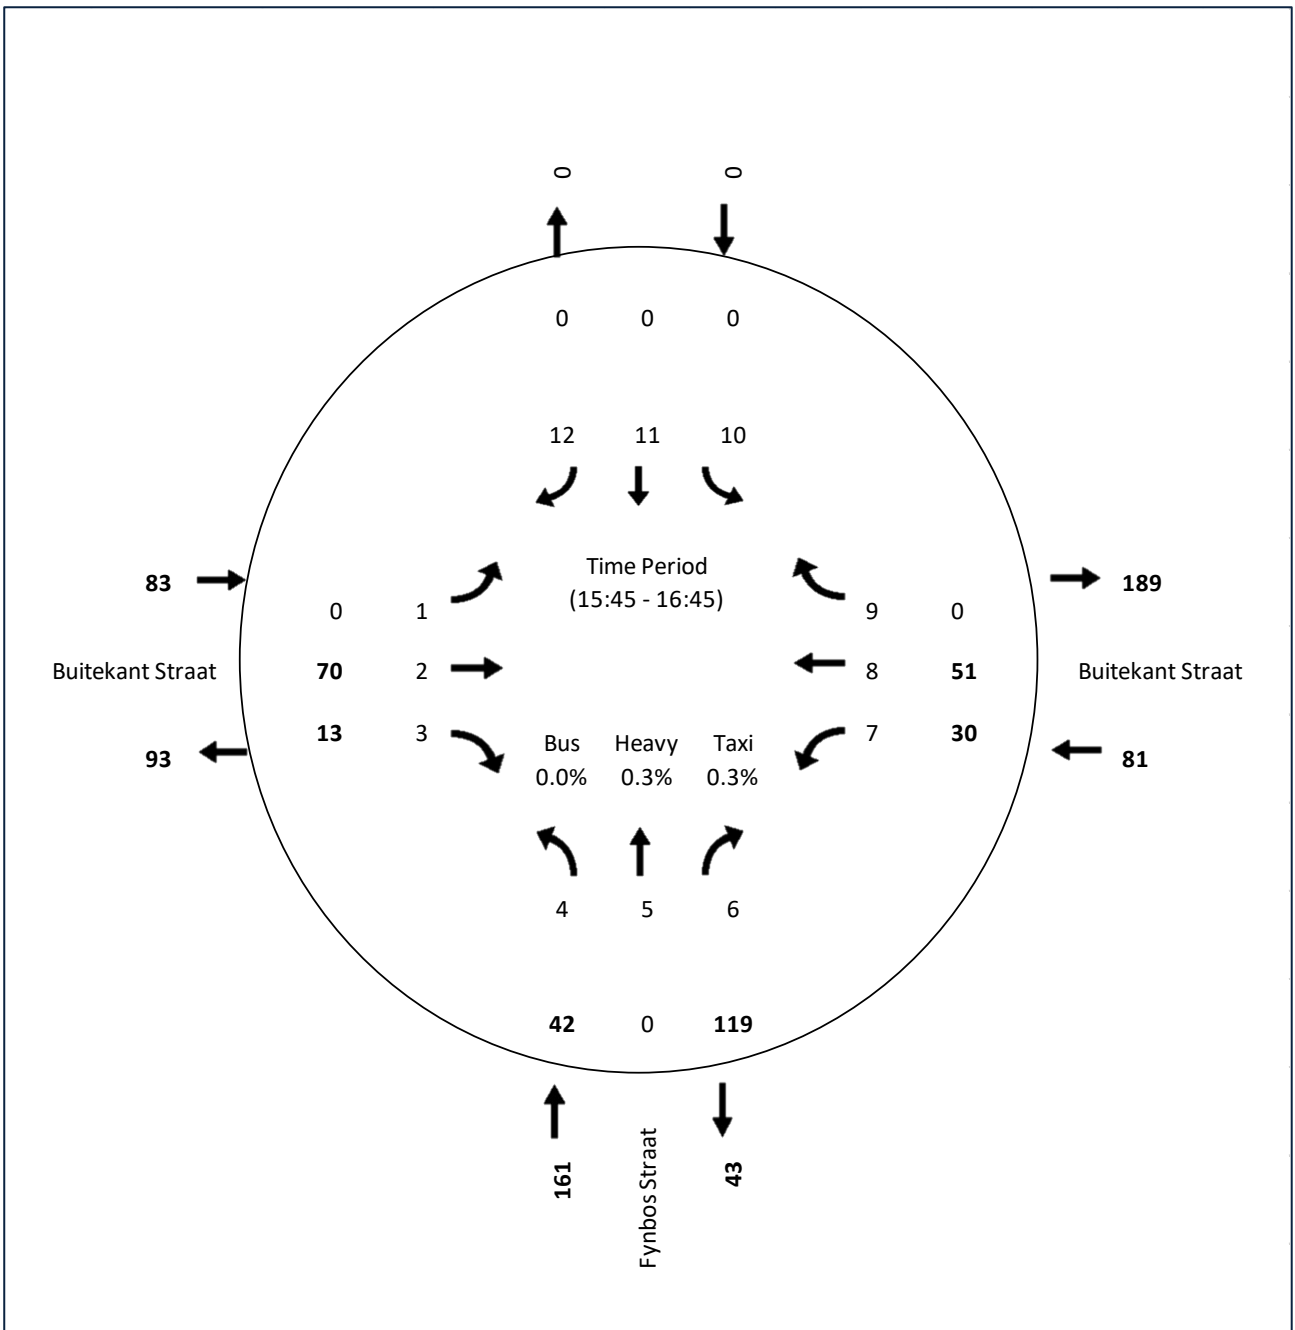 0 0
0 0 0
12 11 10
Time Period
(15:45 - 16:45)
83
189
0 1
9 0
Buitekant Straat
70 2
8 51
Buitekant Straat
13 3
7 30
Bus Heavy Taxi
0.0% 0.3% 0.3%
93
81
4 5 6
42 0 119
161
Fynbos Straat
43